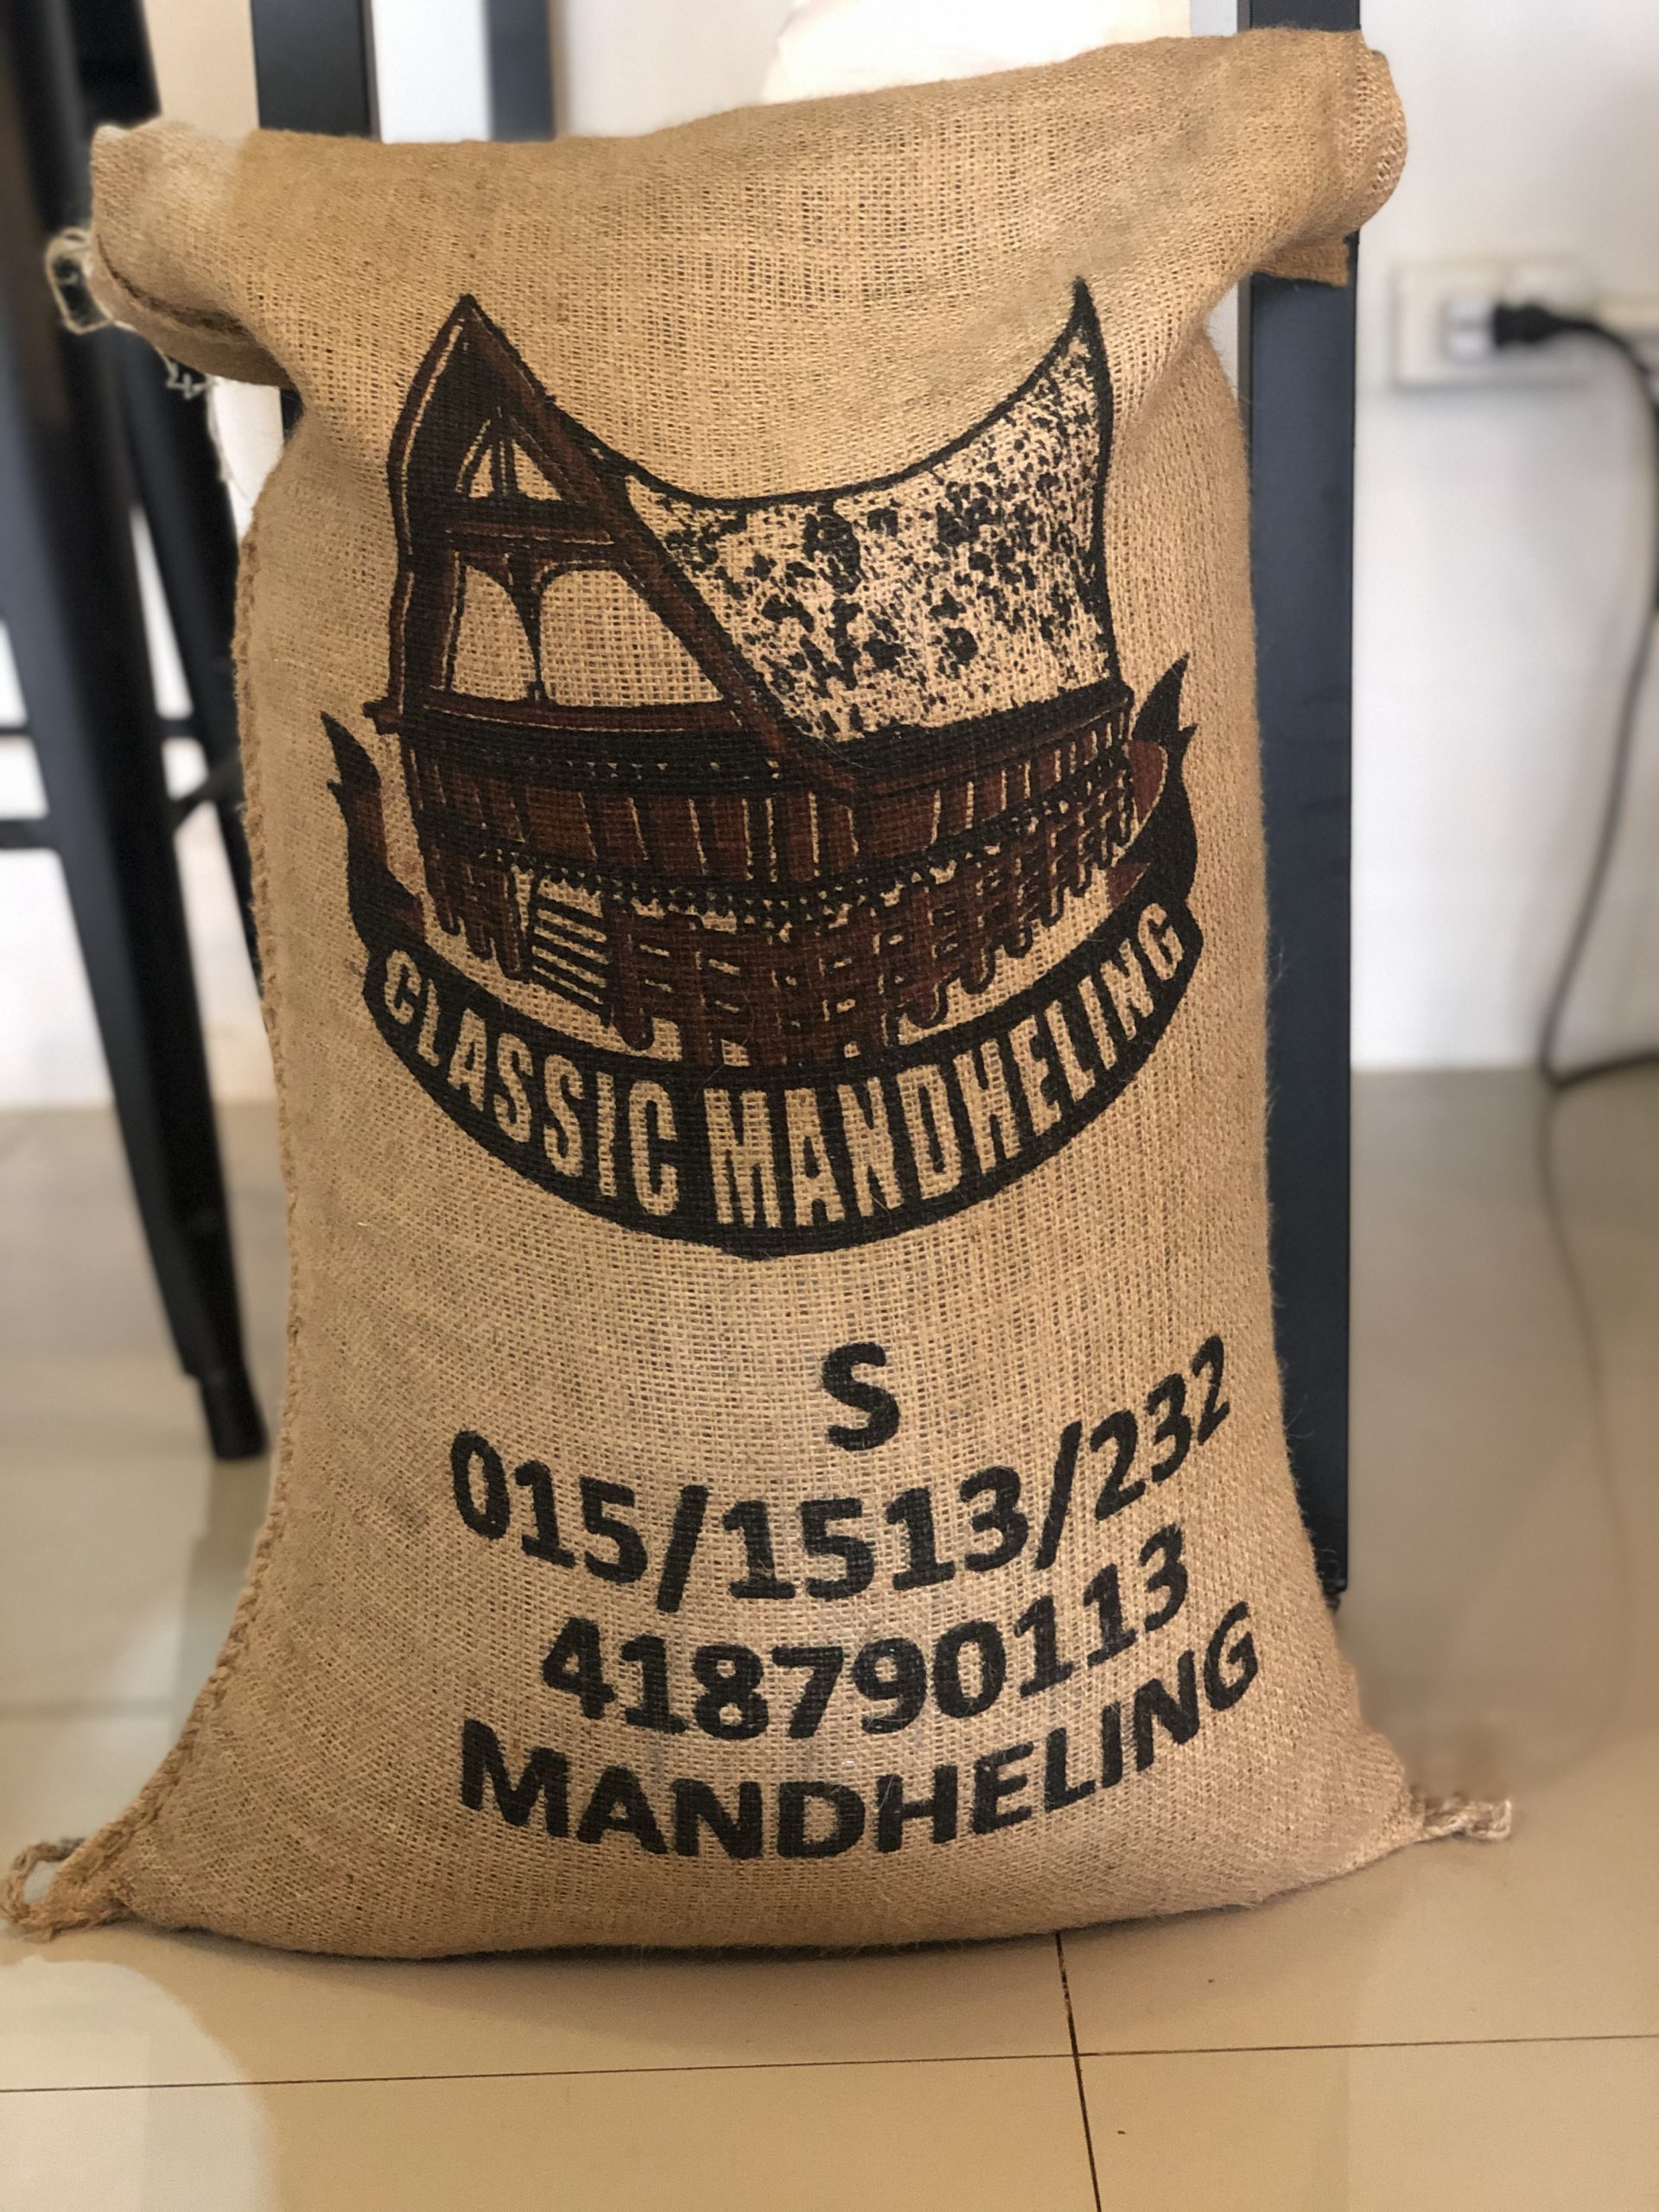 CLASSIC MANDHELING
S
015/1513/232
418790113
MANDHELING